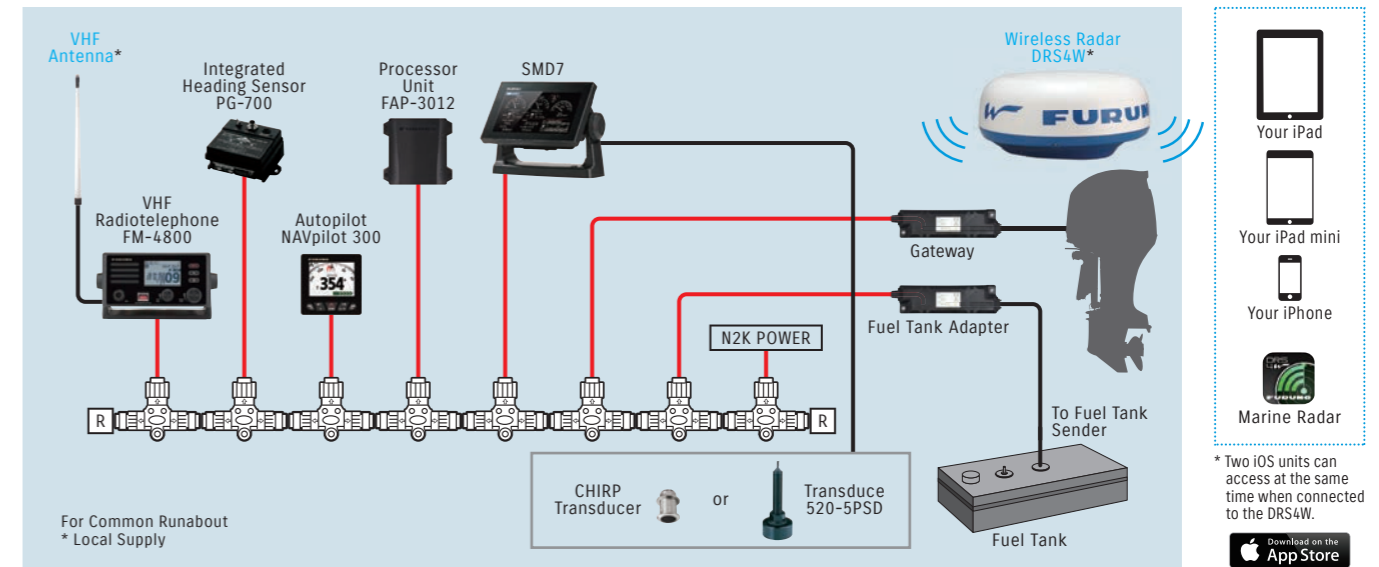 VHF
Antenna*
Integrated
Heading Sensor
PG-700
Processor
Unit
FAP-3012
SMD7
Wireless Radar
DRS4W*
FURUN
VHF
Radiotelephone
FM-4800
Autopilot
NAVpilot 300
354°
Gateway
Fuel Tank Adapter
N2K POWER
R
R
To Fuel Tank
Sender
CHIRP
Transducer
or
Transduce
520-5PSD
Fuel Tank
For Common Runabout
* Local Supply
Your iPad
Your iPad mini
Your iPhone
DRS
FURUNO
Marine Radar
* Two iOS units can
access at the same
time when connected
to the DRS4W.
Download on the
App Store